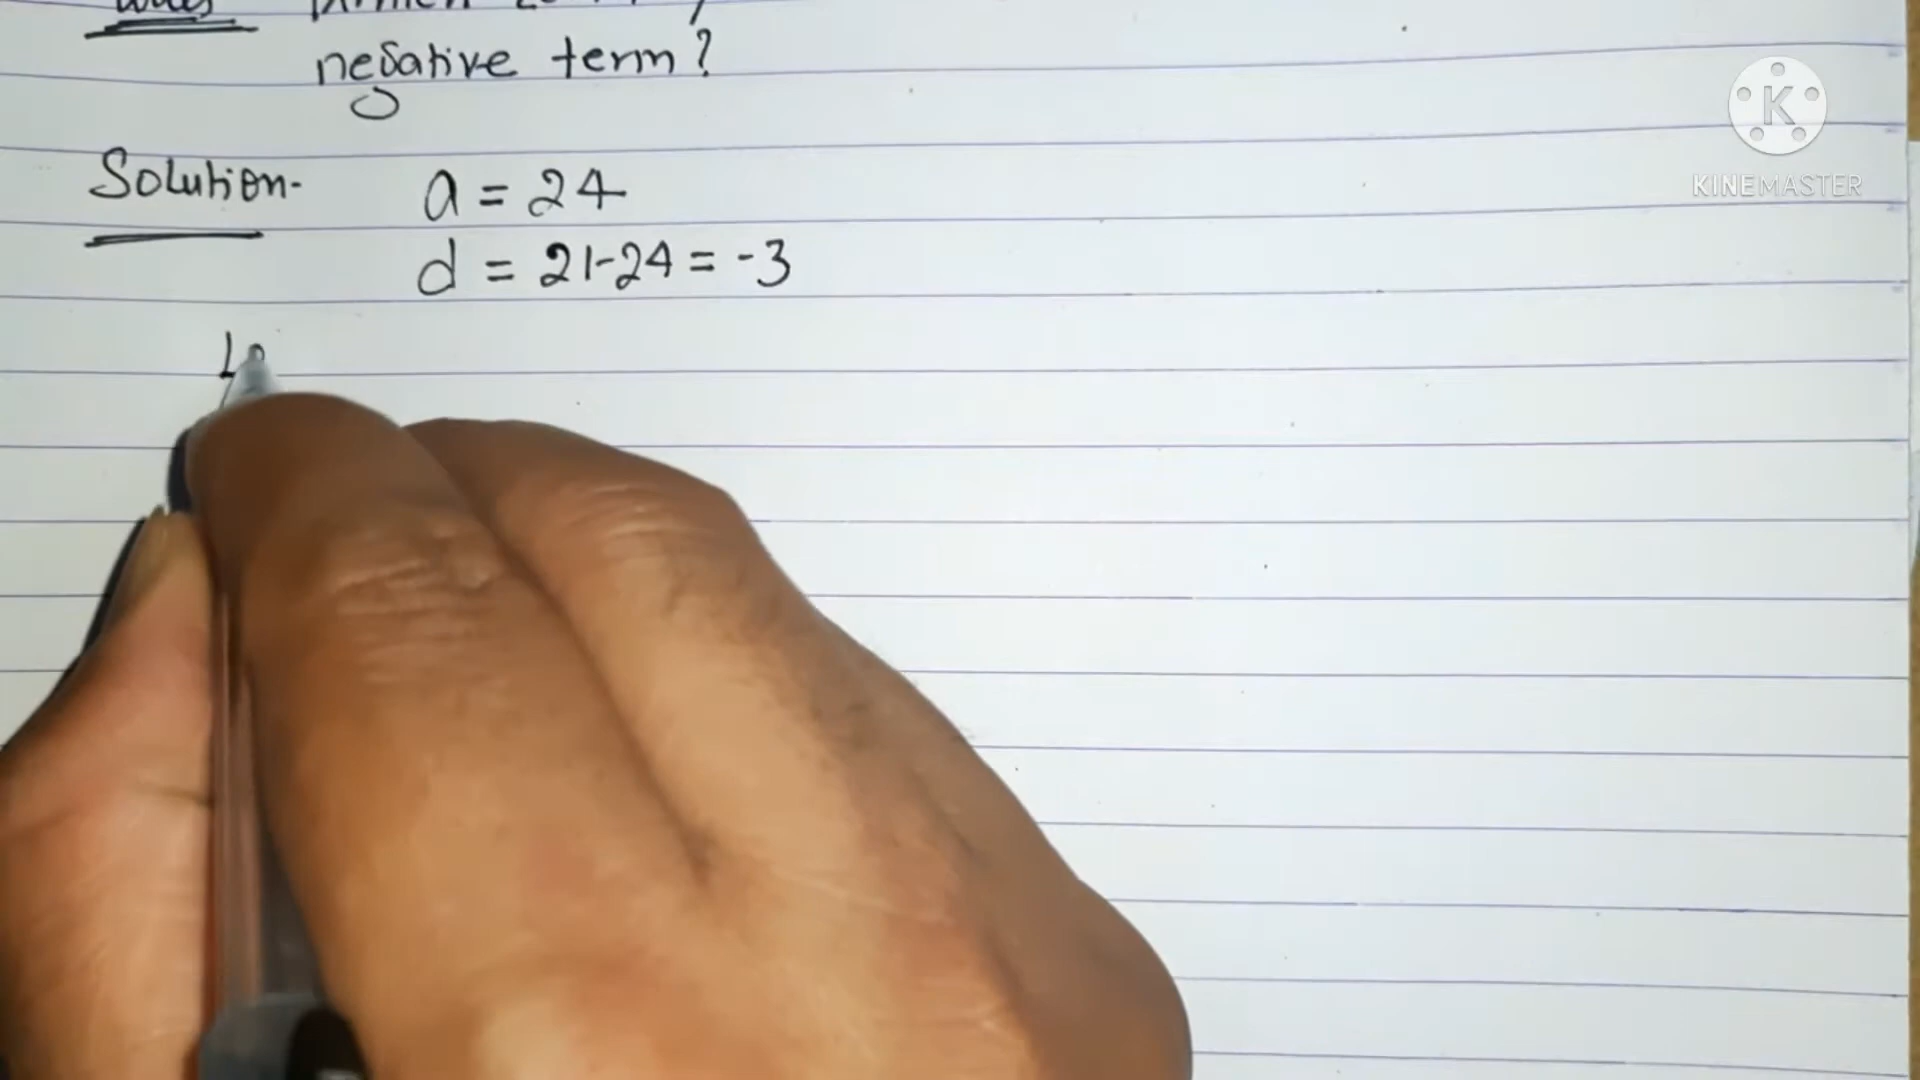 negative term?
Solution- a = 24
d = 21-24 = -3
K
KINEMASTER